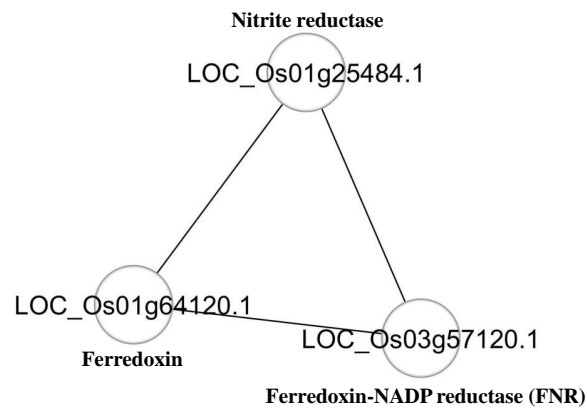 Nitrite reductase
LOC_Os01g25484.1
LOC_Os01g64120.1
Ferredoxin
LOC_Os03g57120.1
Ferredoxin-NADP reductase (FNR)